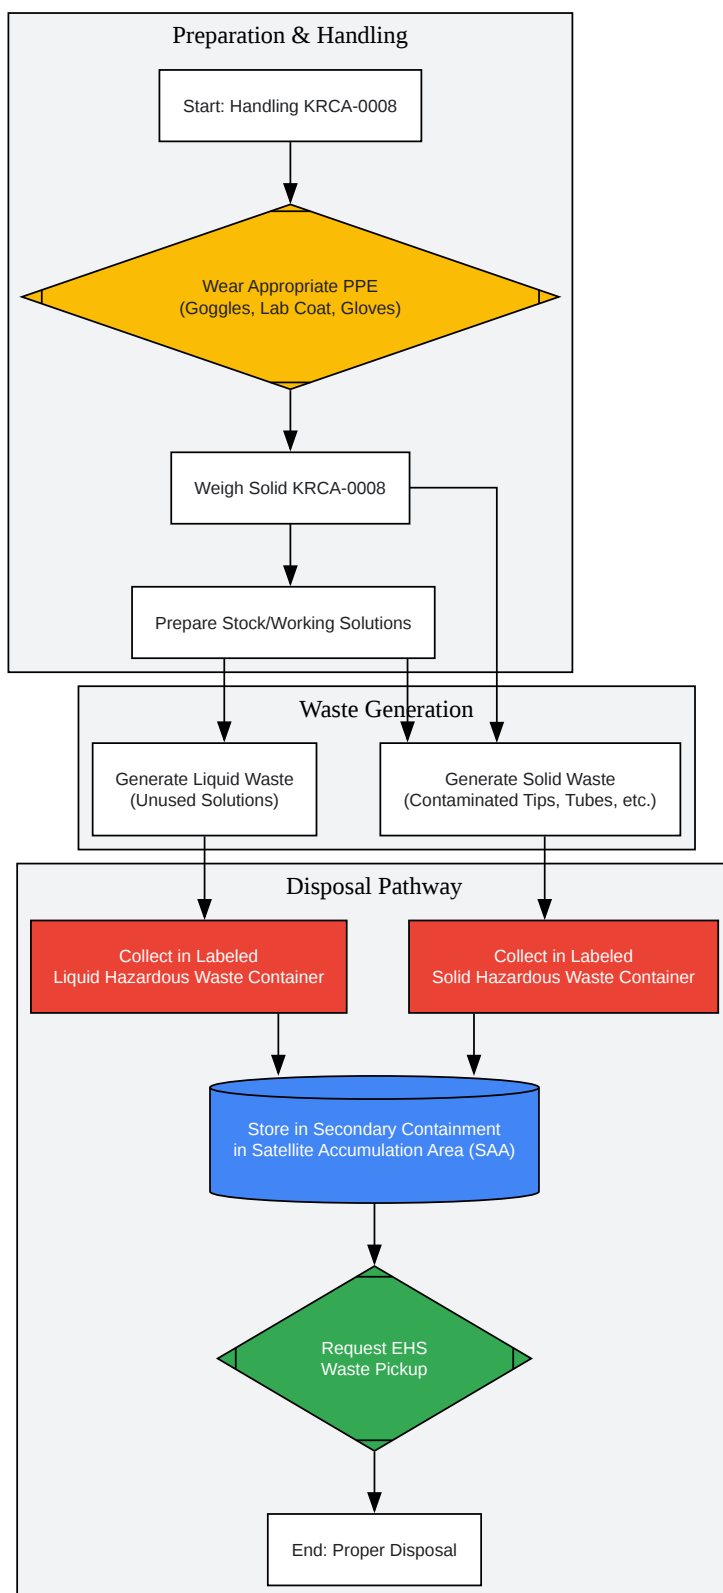 Preparation & Handling
Start: Handling KRCA-0008
Wear Appropriate PPE
(Goggles, Lab Coat, Gloves)
Weigh Solid KRCA-0008
Prepare Stock/Working Solutions
Waste Generation
Generate Liquid Waste
(Unused Solutions)
Generate Solid Waste
(Contaminated Tips, Tubes, etc.)
Disposal Pathway
Collect in Labeled
Liquid Hazardous Waste Container
Collect in Labeled
Solid Hazardous Waste Container
Store in Secondary Containment
in Satellite Accumulation Area (SAA)
Request EHS
Waste Pickup
End: Proper Disposal